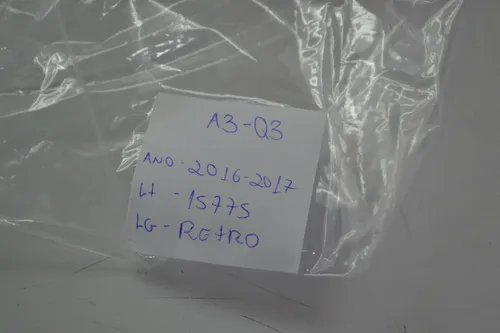 A3-Q3
ANO - 2016-2017
Lt - 15775
LG - RETRO